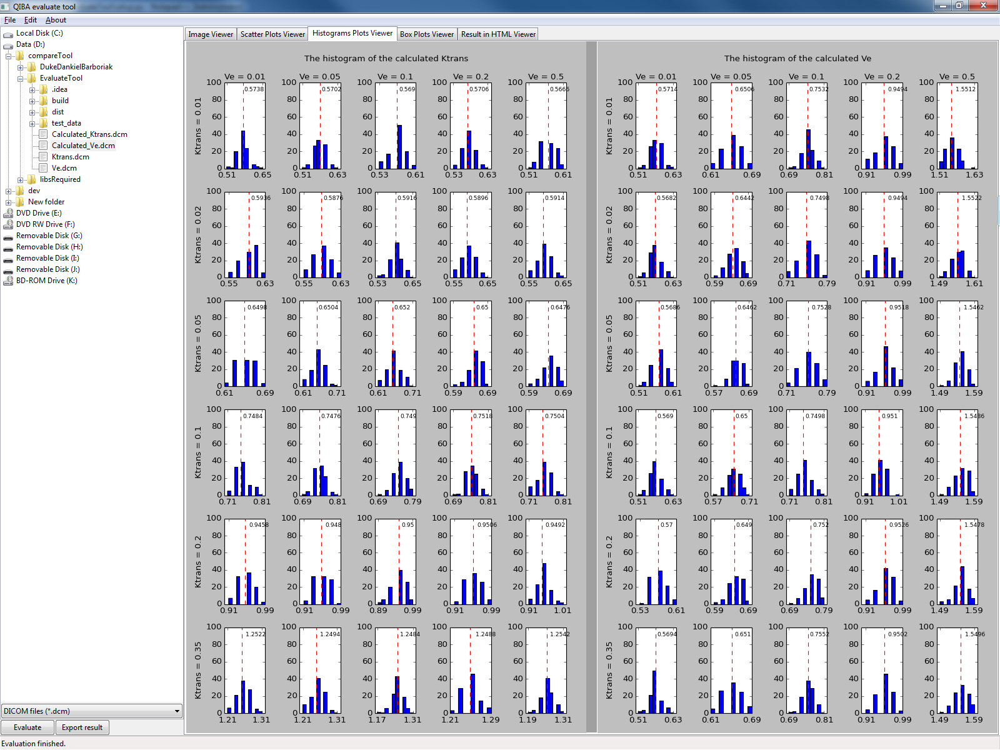 QIBA evaluate tool
File Edit About
Local Disk (C:)
Data (D:)
compareTool
DukeDankielBarboriak
EvaluateTool
.idea
build
dist
test_data
Calculated_Ktrans.dcm
Calculated_Ve.dcm
Ktrans.dcm
Ve.dcm
libsRequired
dev
New folder
DVD Drive (E:)
DVD RW Drive (F:)
Removable Disk (G:)
Removable Disk (H:)
Removable Disk (I:)
Removable Disk (J:)
BD-ROM Drive (K:)
DICOM files (*.dcm)
Evaluate Export result
Evaluation finished.
Image Viewer Scatter Plots Viewer Histograms Plots Viewer Box Plots Viewer Result in HTML Viewer
The histogram of the calculated Ktrans
Ve = 0.01 Ve = 0.05 Ve = 0.1 Ve = 0.2 Ve = 0.5
Ktrans = 0.01
100 80 60 40 20 0 0.5738 0.51 0.65
100 80 60 40 20 0 0.5702 0.53 0.63
100 80 60 40 20 0 0.569 0.53 0.61
100 80 60 40 20 0 0.5706 0.53 0.63
100 80 60 40 20 0 0.5666 0.51 0.61
Ktrans = 0.02
100 80 60 40 20 0 0.5936 0.55 0.63
100 80 60 40 20 0 0.5876 0.55 0.63
100 80 60 40 20 0 0.5916 0.53 0.65
100 80 60 40 20 0 0.5896 0.55 0.65
100 80 60 40 20 0 0.5914 0.55 0.65
Ktrans = 0.05
100 80 60 40 20 0 0.6498 0.61 0.69
100 80 60 40 20 0 0.6504 0.61 0.71
100 80 60 40 20 0 0.652 0.61 0.71
100 80 60 40 20 0 0.65 0.59 0.69
100 80 60 40 20 0 0.6476 0.59 0.69
Ktrans = 0.1
100 80 60 40 20 0 0.7484 0.71 0.81
100 80 60 40 20 0 0.7476 0.69 0.81
100 80 60 40 20 0 0.749 0.69 0.79
100 80 60 40 20 0 0.7518 0.69 0.81
100 80 60 40 20 0 0.7504 0.71 0.81
Ktrans = 0.2
100 80 60 40 20 0 0.9458 0.91 0.99
100 80 60 40 20 0 0.948 0.91 0.99
100 80 60 40 20 0 0.95 0.89 0.99
100 80 60 40 20 0 0.9506 0.91 0.99
100 80 60 40 20 0 0.9492 0.91 1.01
Ktrans = 0.35
100 80 60 40 20 0 1.2522 1.21 1.31
100 80 60 40 20 0 1.2494 1.21 1.31
100 80 60 40 20 0 1.2484 1.17 1.31
100 80 60 40 20 0 1.2488 1.21 1.29
100 80 60 40 20 0 1.2542 1.19 1.31
The histogram of the calculated Ve
Ve = 0.01 Ve = 0.05 Ve = 0.1 Ve = 0.2 Ve = 0.5
Ktrans = 0.01
100 80 60 40 20 0 0.5714 0.51 0.63
100 80 60 40 20 0 0.6506 0.61 0.69
100 80 60 40 20 0 0.7532 0.69 0.81
100 80 60 40 20 0 0.9494 0.91 0.99
100 80 60 40 20 0 1.5512 1.51 1.63
Ktrans = 0.02
100 80 60 40 20 0 0.5682 0.51 0.63
100 80 60 40 20 0 0.6442 0.59 0.69
100 80 60 40 20 0 0.7498 0.71 0.79
100 80 60 40 20 0 0.9494 0.91 0.99
100 80 60 40 20 0 1.5522 1.49 1.61
Ktrans = 0.05
100 80 60 40 20 0 0.5686 0.51 0.61
100 80 60 40 20 0 0.6462 0.57 0.69
100 80 60 40 20 0 0.7528 0.71 0.79
100 80 60 40 20 0 0.9518 0.91 0.99
100 80 60 40 20 0 1.5462 1.49 1.59
Ktrans = 0.1
100 80 60 40 20 0 0.569 0.51 0.63
100 80 60 40 20 0 0.65 0.57 0.71
100 80 60 40 20 0 0.7498 0.71 0.81
100 80 60 40 20 0 0.951 0.91 1.01
100 80 60 40 20 0 1.5486 1.49 1.59
Ktrans = 0.2
100 80 60 40 20 0 0.57 0.53 0.61
100 80 60 40 20 0 0.649 0.59 0.69
100 80 60 40 20 0 0.752 0.69 0.79
100 80 60 40 20 0 0.9526 0.91 0.99
100 80 60 40 20 0 1.5478 1.49 1.59
Ktrans = 0.35
100 80 60 40 20 0 0.5694 0.51 0.63
100 80 60 40 20 0 0.651 0.61 0.69
100 80 60 40 20 0 0.7552 0.69 0.81
100 80 60 40 20 0 0.9502 0.91 0.99
100 80 60 40 20 0 1.5496 1.49 1.59